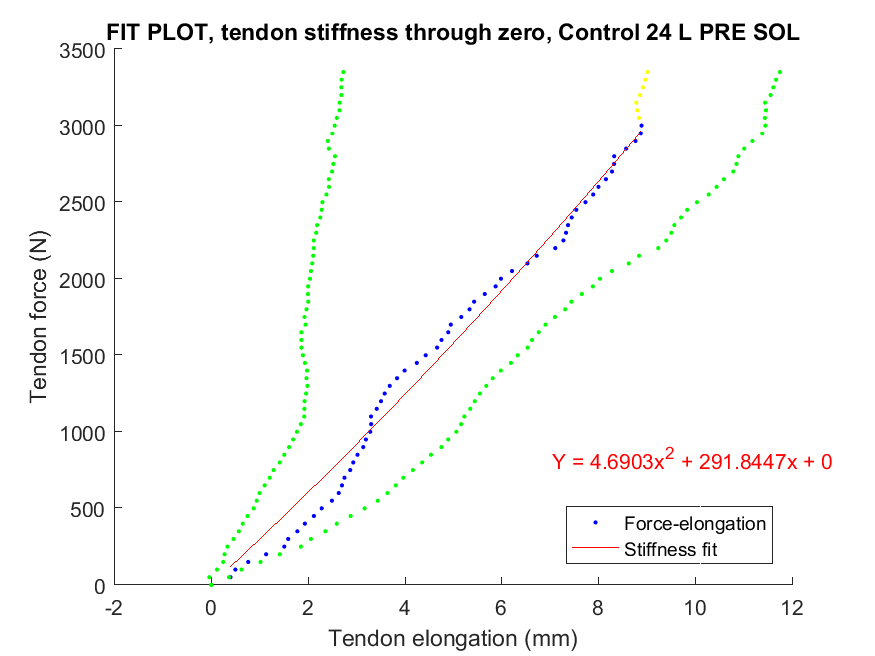 FIT PLOT, tendon stiffness through zero, Control 24 L PRE SOL
3500
3000
2500
2000
1500
1000
500
0
Tendon force (N)
Y = 4.6903x² + 291.8447x + 0
Force-elongation
Stiffness fit
-2 0 2 4 6 8 10 12
Tendon elongation (mm)